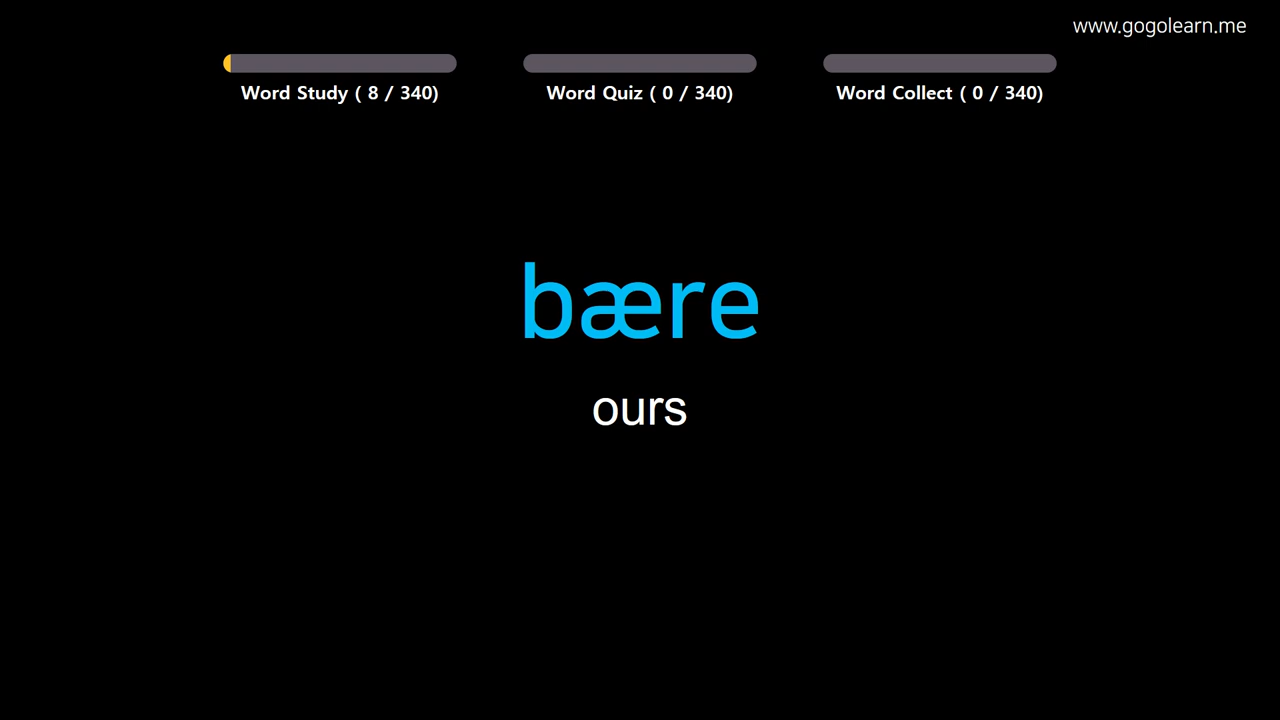 www.gogolearn.me
Word Study ( 8 / 340)
Word Quiz ( 0 / 340)
Word Collect ( 0 / 340)
bære
ours